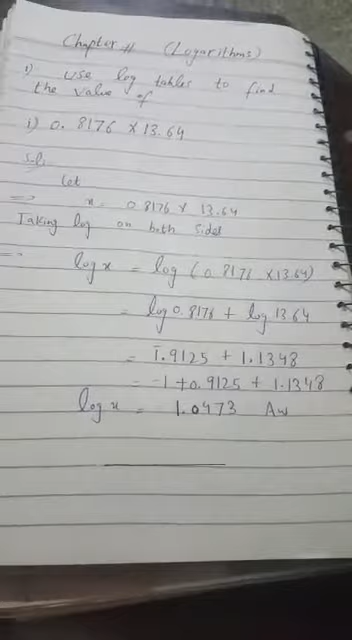 Chapter # (Logarithms)
1) use log tables to find
the value of
i) 0.8176 × 13.64
Sol:
Let
=> x = 0.8176 × 13.64
Taking log on both sides
=> log x = log (0.8176 × 13.64)
= log 0.8176 + log 13.64
= 1̄.9125 + 1.1348
= -1 + 0.9125 + 1.1348
log x = 1.0473 Ans